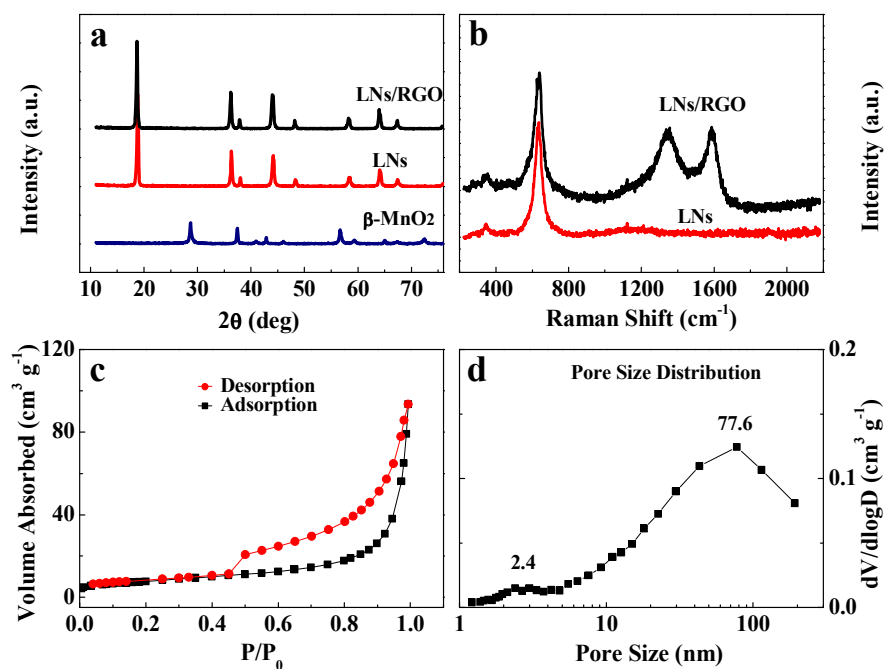 a
LNs/RGO
LNs
β-MnO2
Intensity (a.u.)
10 20 30 40 50 60 70
2θ (deg)
b
LNs/RGO
LNs
Intensity (a.u.)
400 800 1200 1600 2000
Raman Shift (cm-1)
c
Desorption
Adsorption
Volume Absorbed (cm3 g-1)
120
80
40
0
0.0 0.2 0.4 0.6 0.8 1.0
P/P0
d
Pore Size Distribution
77.6
2.4
0.2
0.1
0.0
dV/dlogD (cm3 g-1)
1 10 100
Pore Size (nm)